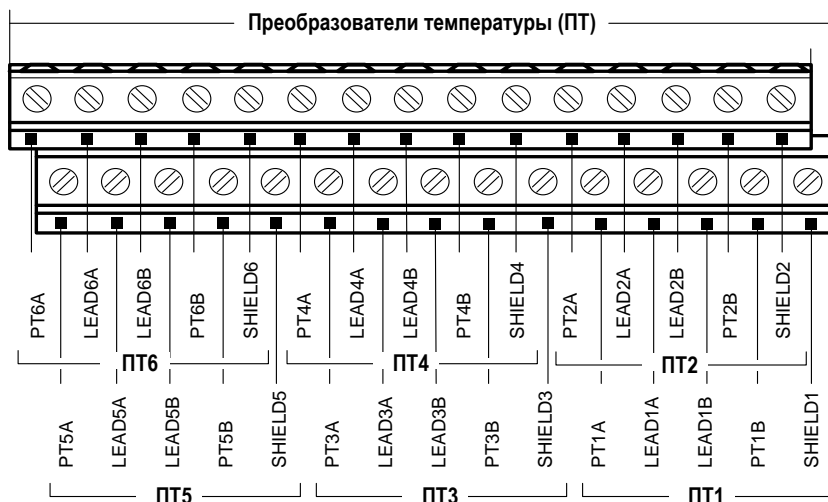 Преобразователи температуры (ПТ)
PT6A LEAD6A LEAD6B PT6B SHIELD6 PT4A LEAD4A LEAD4B PT4B SHIELD4 PT2A LEAD2A LEAD2B PT2B SHIELD2
ПТ6 ПТ4 ПТ2
PT5A LEAD5A LEAD5B PT5B SHIELD5 PT3A LEAD3A LEAD3B PT3B SHIELD3 PT1A LEAD1A LEAD1B PT1B SHIELD1
ПТ5 ПТ3 ПТ1